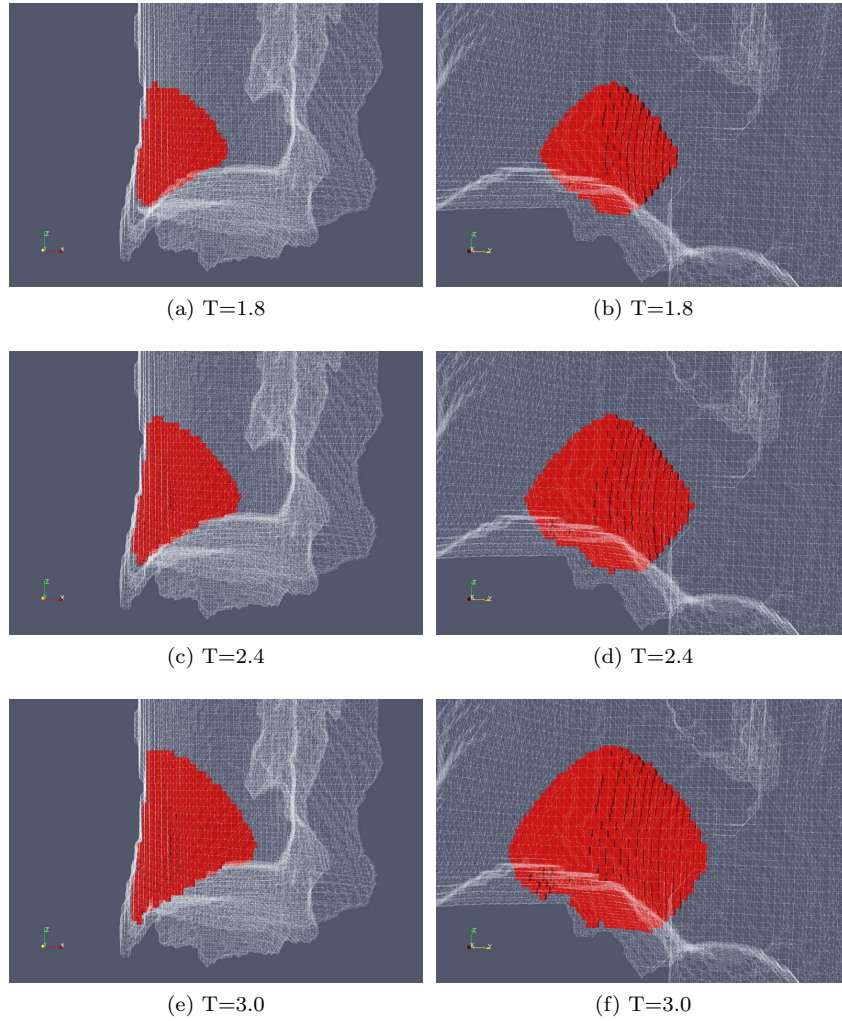 Z
X
Z
Y
(a) T=1.8
(b) T=1.8
Z
X
Z
Y
(c) T=2.4
(d) T=2.4
Z
X
Z
Y
(e) T=3.0
(f) T=3.0